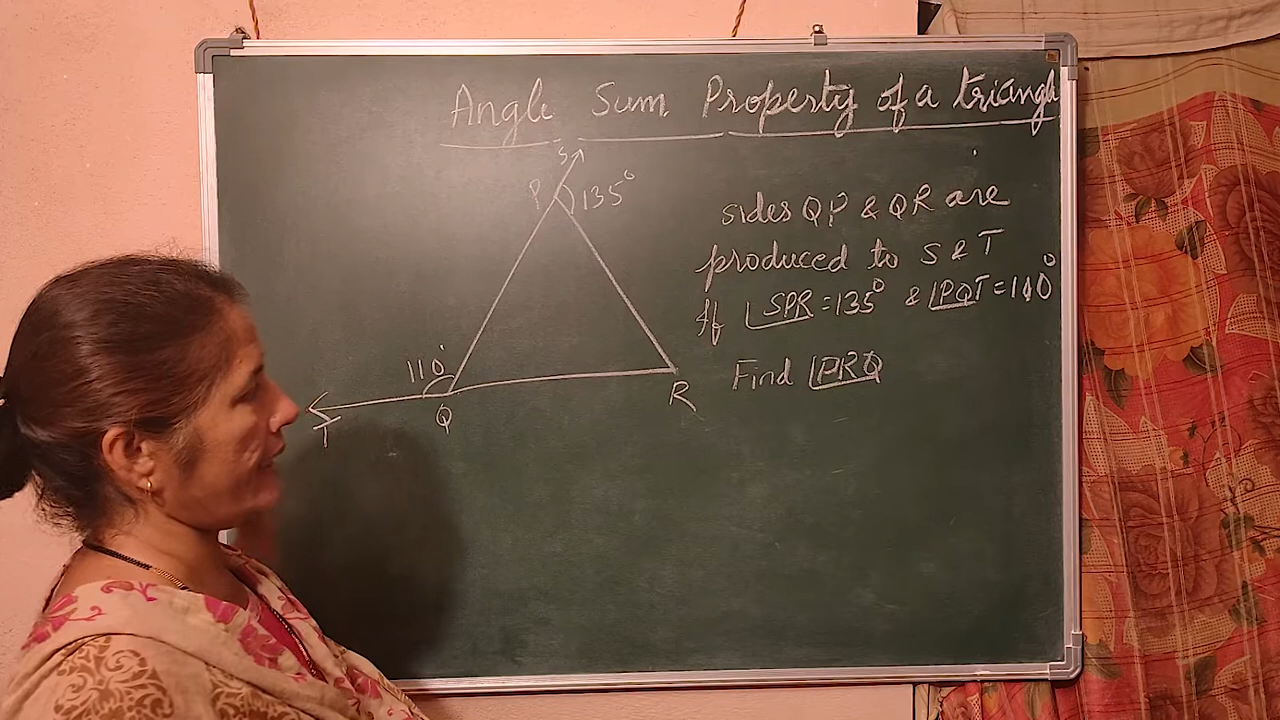 Angle Sum Property of a triangle
S
P 135°
sides QP & QR are
produced to S & T
If ∠SPR = 135° & ∠PQT = 110°
Find ∠PRQ
110°
T Q R